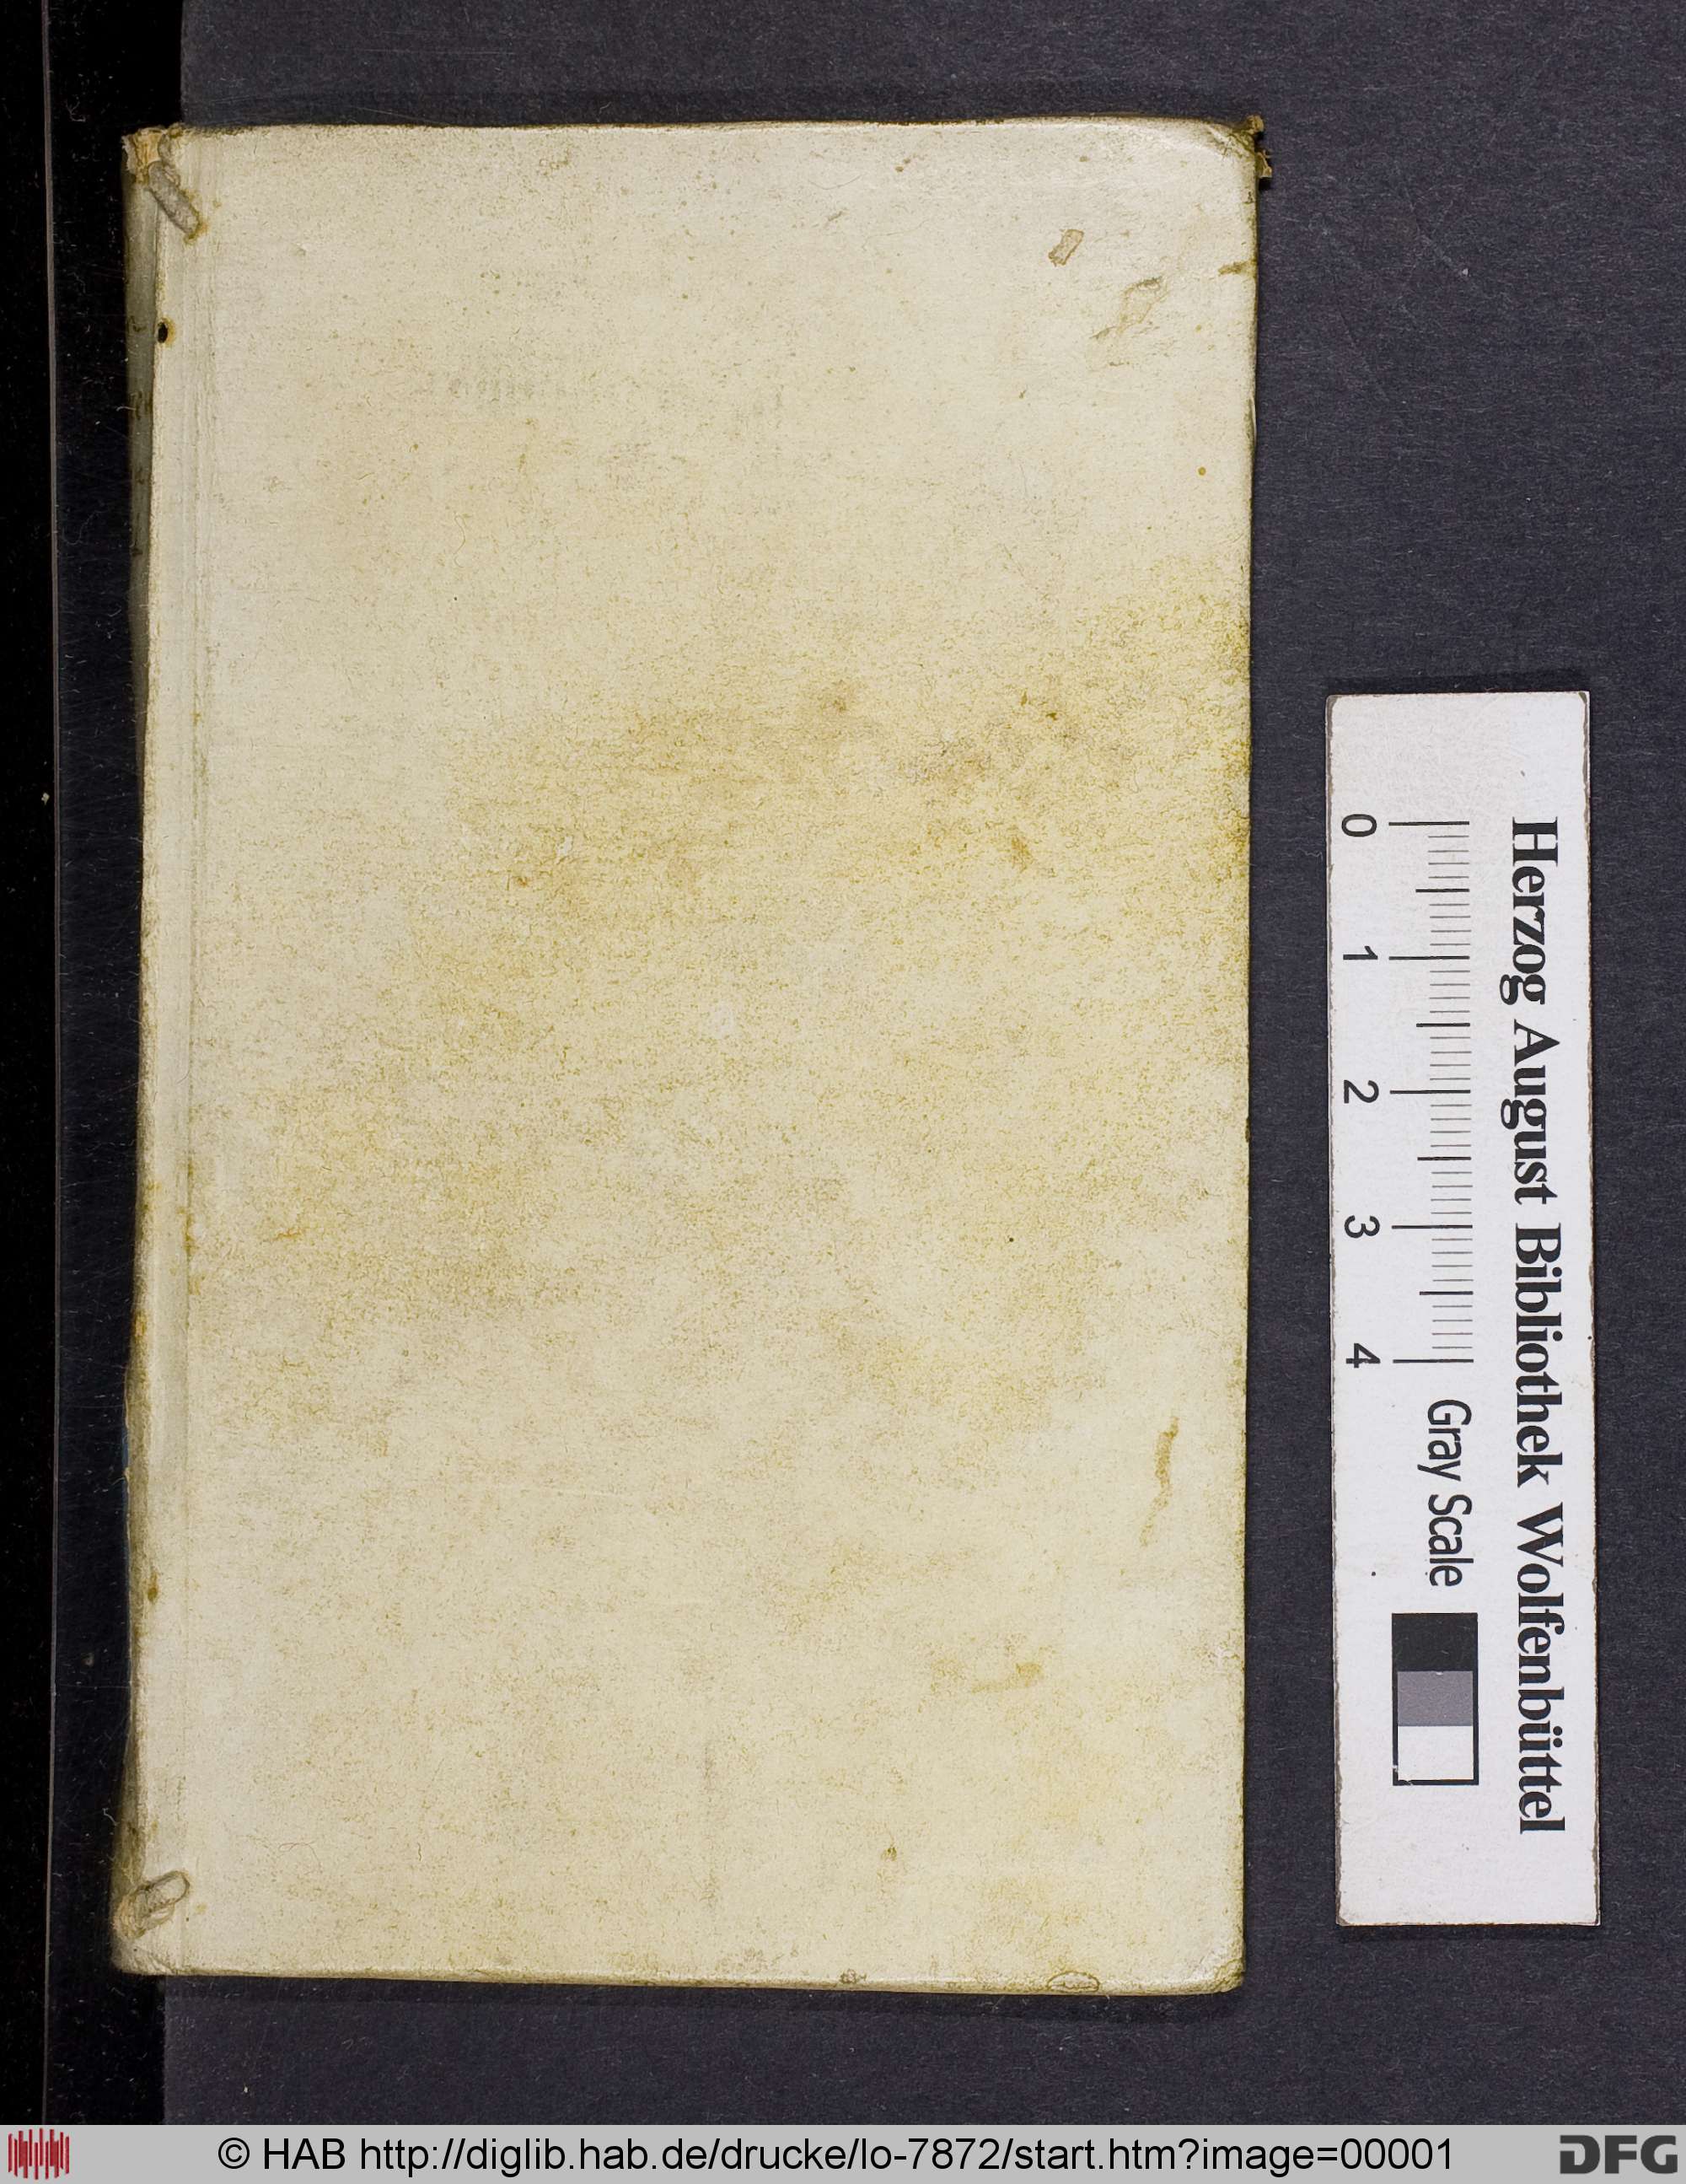 Herzog August Bibliothek Wolfenbüttel
0 1 2 3 4 Gray Scale
© HAB http://diglib.hab.de/drucke/lo-7872/start.htm?image=00001
DFG